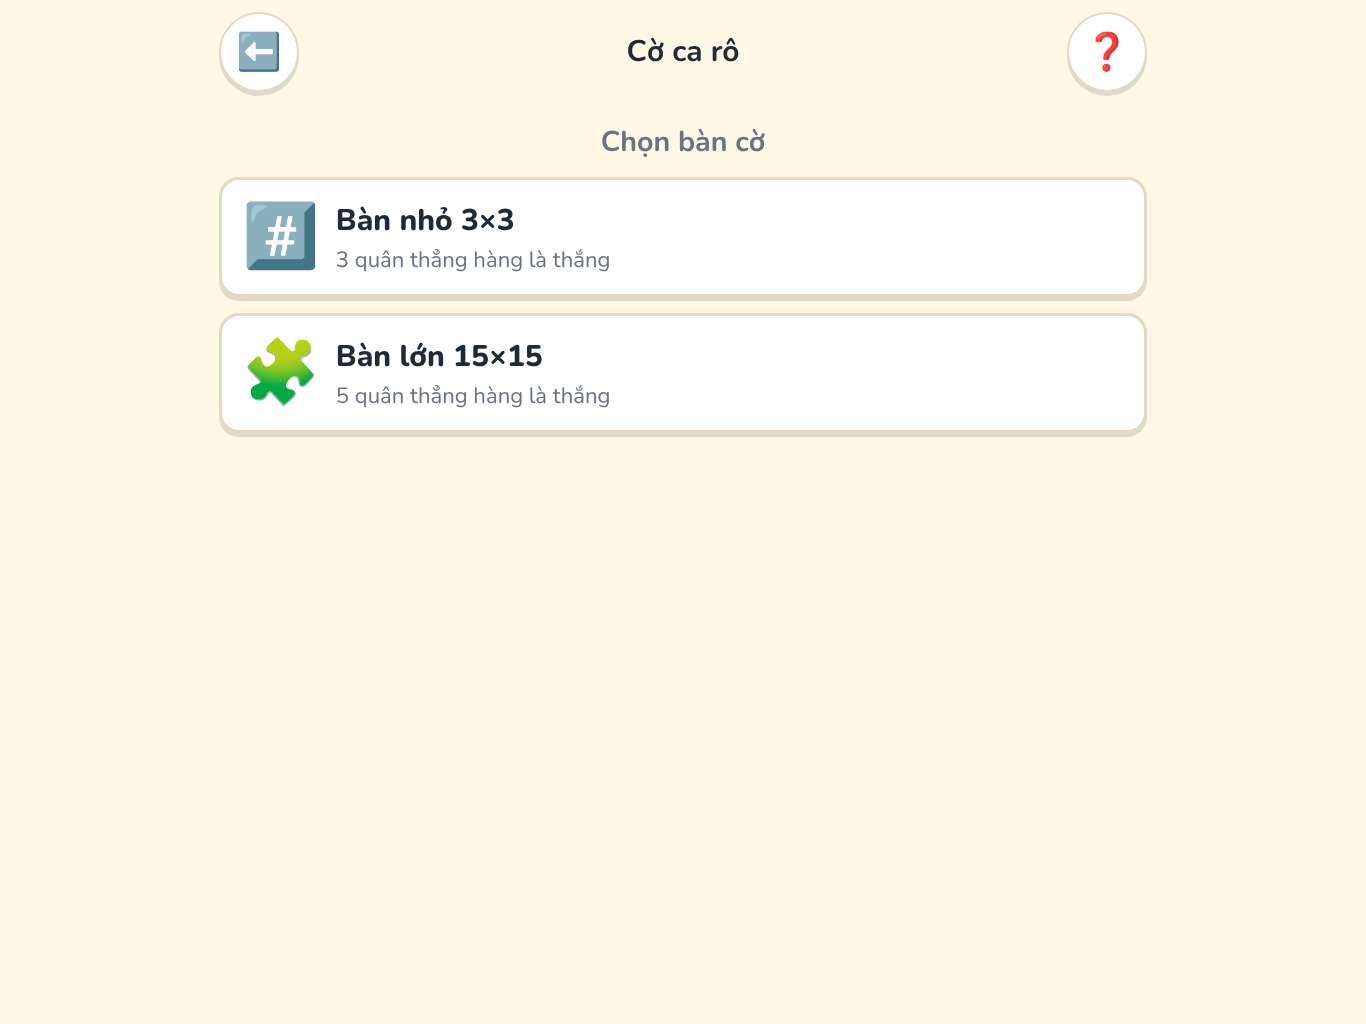 Cờ ca rô
Chọn bàn cờ
Bàn nhỏ 3×3
3 quân thẳng hàng là thắng
Bàn lớn 15×15
5 quân thẳng hàng là thắng